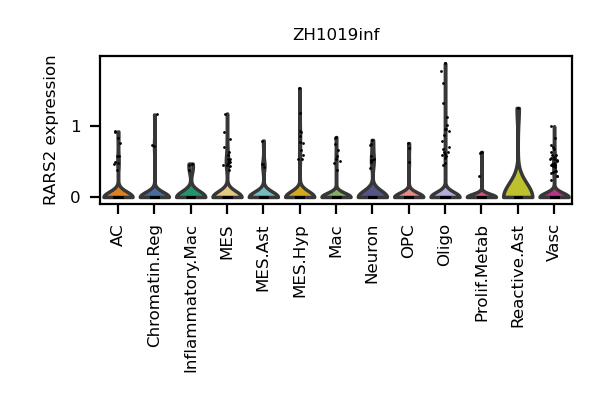 ZH1019inf
RARS2 expression
1
0
AC
Chromatin.Reg
Inflammatory.Mac
MES
MES.Ast
MES.Hyp
Mac
Neuron
OPC
Oligo
Prolif.Metab
Reactive.Ast
Vasc